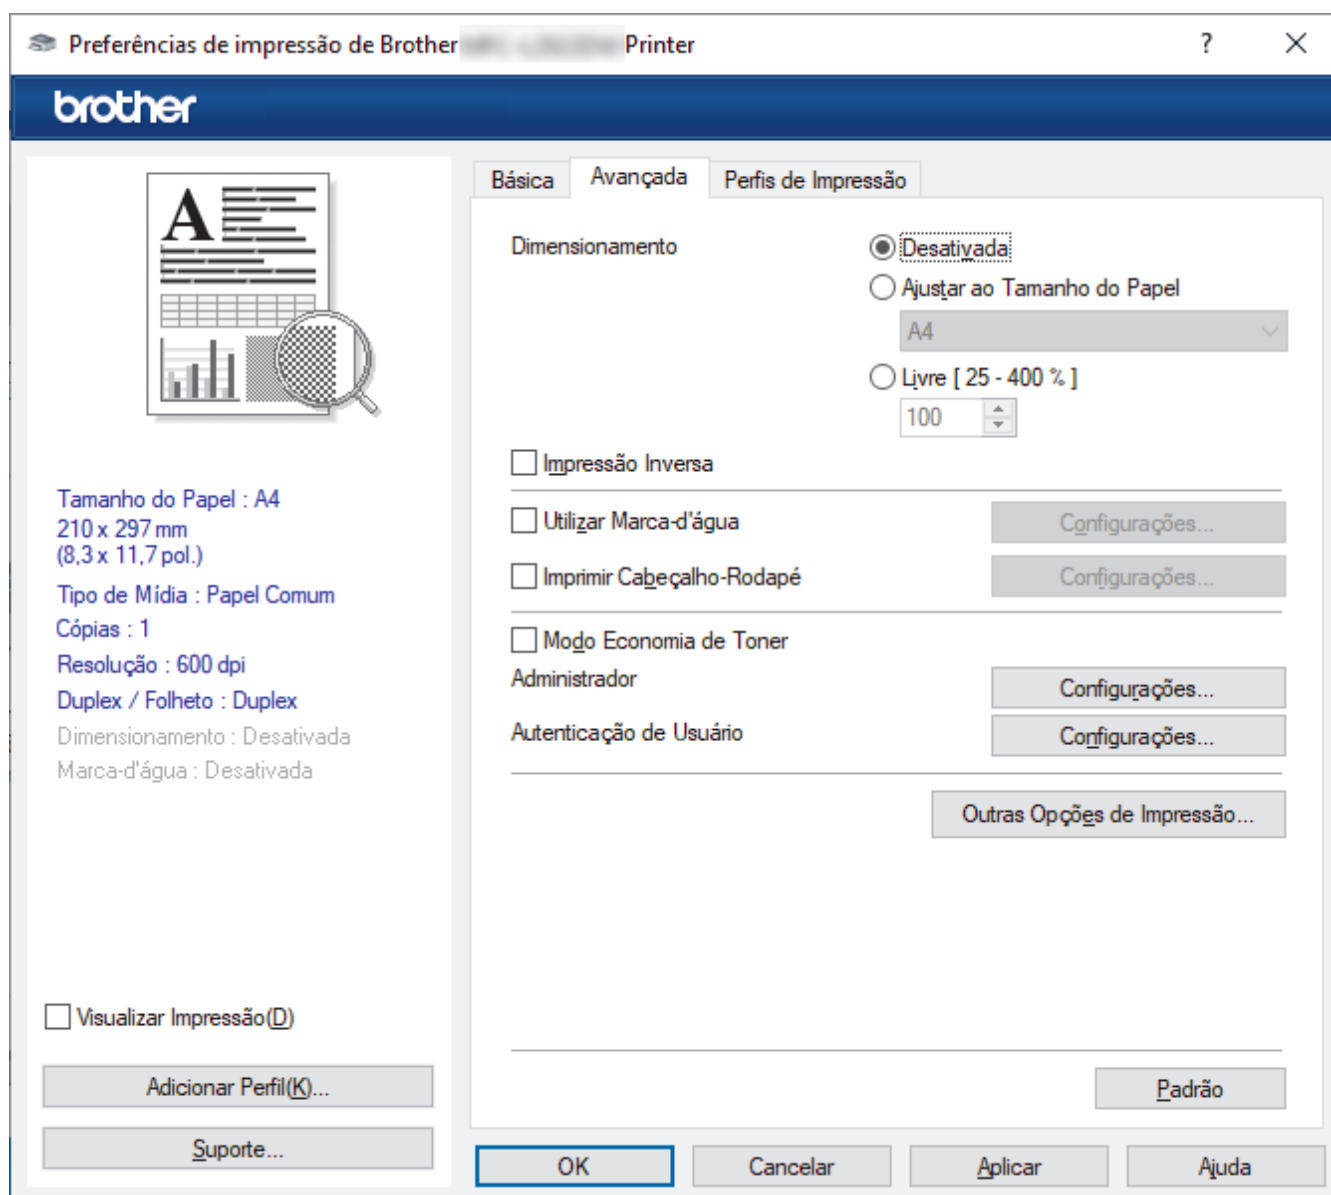 Preferências de impressão de Brother Printer
?
brother
A
Tamanho do Papel : A4
210 x 297 mm
(8,3 x 11,7 pol.)
Tipo de Mídia : Papel Comum
Cópias : 1
Resolução : 600 dpi
Duplex / Folheto : Duplex
Dimensionamento : Desativada
Marca-d'água : Desativada
Visualizar Impressão(D)
Adicionar Perfil(K)...
Suporte...
Básica
Avançada
Perfis de Impressão
Dimensionamento
Desativada
Ajustar ao Tamanho do Papel
A4
Livre [ 25 - 400 % ]
100
Impressão Inversa
Utilizar Marca-d'água
Configurações...
Imprimir Cabeçalho-Rodapé
Configurações...
Modo Economia de Toner
Administrador
Configurações...
Autenticação de Usuário
Configurações...
Outras Opções de Impressão...
Padrão
OK
Cancelar
Aplicar
Ajuda